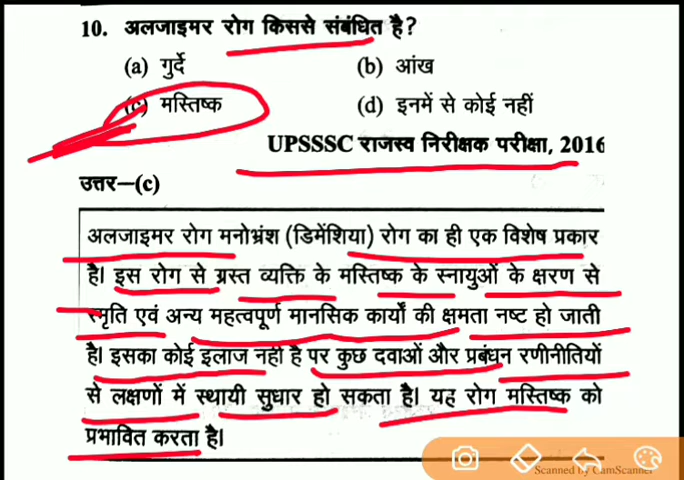 10. अलजाइमर रोग किससे संबंधित है?
(a) गुर्दे (b) आंख
(c) मस्तिष्क (d) इनमें से कोई नहीं
UPSSSC राजस्व निरीक्षक परीक्षा, 2016
उत्तर—(c)
अलजाइमर रोग मनोभ्रंश (डिमेंशिया) रोग का ही एक विशेष प्रकार
है। इस रोग से ग्रस्त व्यक्ति के मस्तिष्क के स्नायुओं के क्षरण से
स्मृति एवं अन्य महत्वपूर्ण मानसिक कार्यों की क्षमता नष्ट हो जाती
है। इसका कोई इलाज नही है पर कुछ दवाओं और प्रबंधन रणनीतियों
से लक्षणों में स्थायी सुधार हो सकता है। यह रोग मस्तिष्क को
प्रभावित करता है।
Scanned by CamScanner